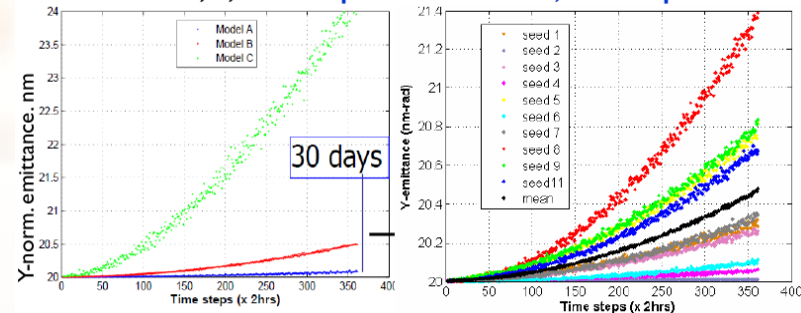 24
23.5
23
22.5
22
21.5
21
20.5
20
0
50
100
150
200
250
300
350
400
Y-norm. emittance. nm
Time steps (x 2hrs)
Model A
Model B
Model C
30 days
21.4
21.2
21
20.8
20.6
20.4
20.2
20
0
50
100
150
200
250
300
350
400
Y-emittance (nm-rad)
Time steps (x 2hrs)
seed 1
seed 2
seed 3
seed 4
seed 5
seed 6
seed 7
seed 8
seed 9
seed11
mean